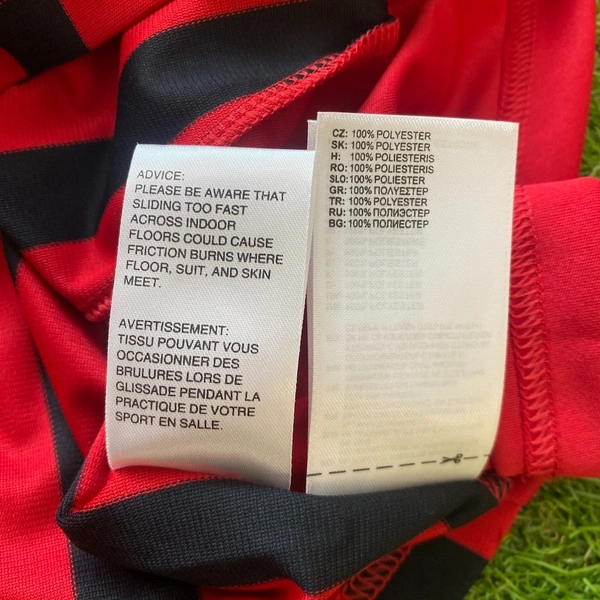 ADVICE:
PLEASE BE AWARE THAT
SLIDING TOO FAST
ACROSS INDOOR
FLOORS COULD CAUSE
FRICTION BURNS WHERE
FLOOR, SUIT, AND SKIN
MEET.
AVERTISSEMENT:
TISSU POUVANT VOUS
OCCASIONNER DES
BRULURES LORS DE
GLISSADE PENDANT LA
PRACTIQUE DE VOTRE
SPORT EN SALLE.
CZ: 100% POLYESTER
SK: 100% POLYESTER
H: 100% POLIESTERIS
RO: 100% POLIESTERIS
SLO: 100% POLIESTER
GR: 100% ΠΟΛΥΕΣΤΕΡ
TR: 100% POLYESTER
RU: 100% ПОЛИЭСТЕР
BG: 100% ПОЛИЕСТЕР